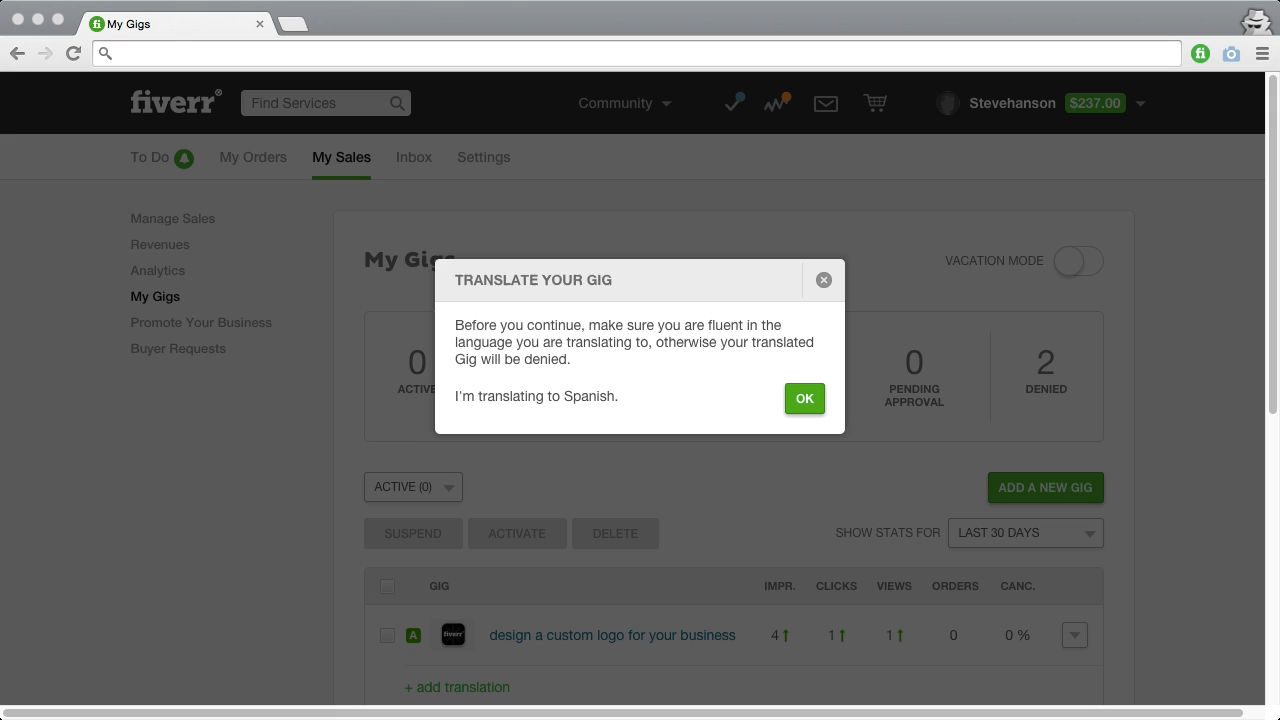 My Gigs
fiverr®
Find Services
Community
Stevehanson
$237.00
To Do
My Orders
My Sales
Inbox
Settings
Manage Sales
Revenues
Analytics
My Gigs
Promote Your Business
Buyer Requests
My Gigs
VACATION MODE
TRANSLATE YOUR GIG
Before you continue, make sure you are fluent in the
language you are translating to, otherwise your translated
Gig will be denied.
I'm translating to Spanish.
OK
0
ACTIVE
0
PENDING
APPROVAL
2
DENIED
ACTIVE (0)
ADD A NEW GIG
SUSPEND
ACTIVATE
DELETE
SHOW STATS FOR
LAST 30 DAYS
GIG
IMPR.
CLICKS
VIEWS
ORDERS
CANC.
A
fiverr
design a custom logo for your business
4
1
1
0
0 %
+ add translation